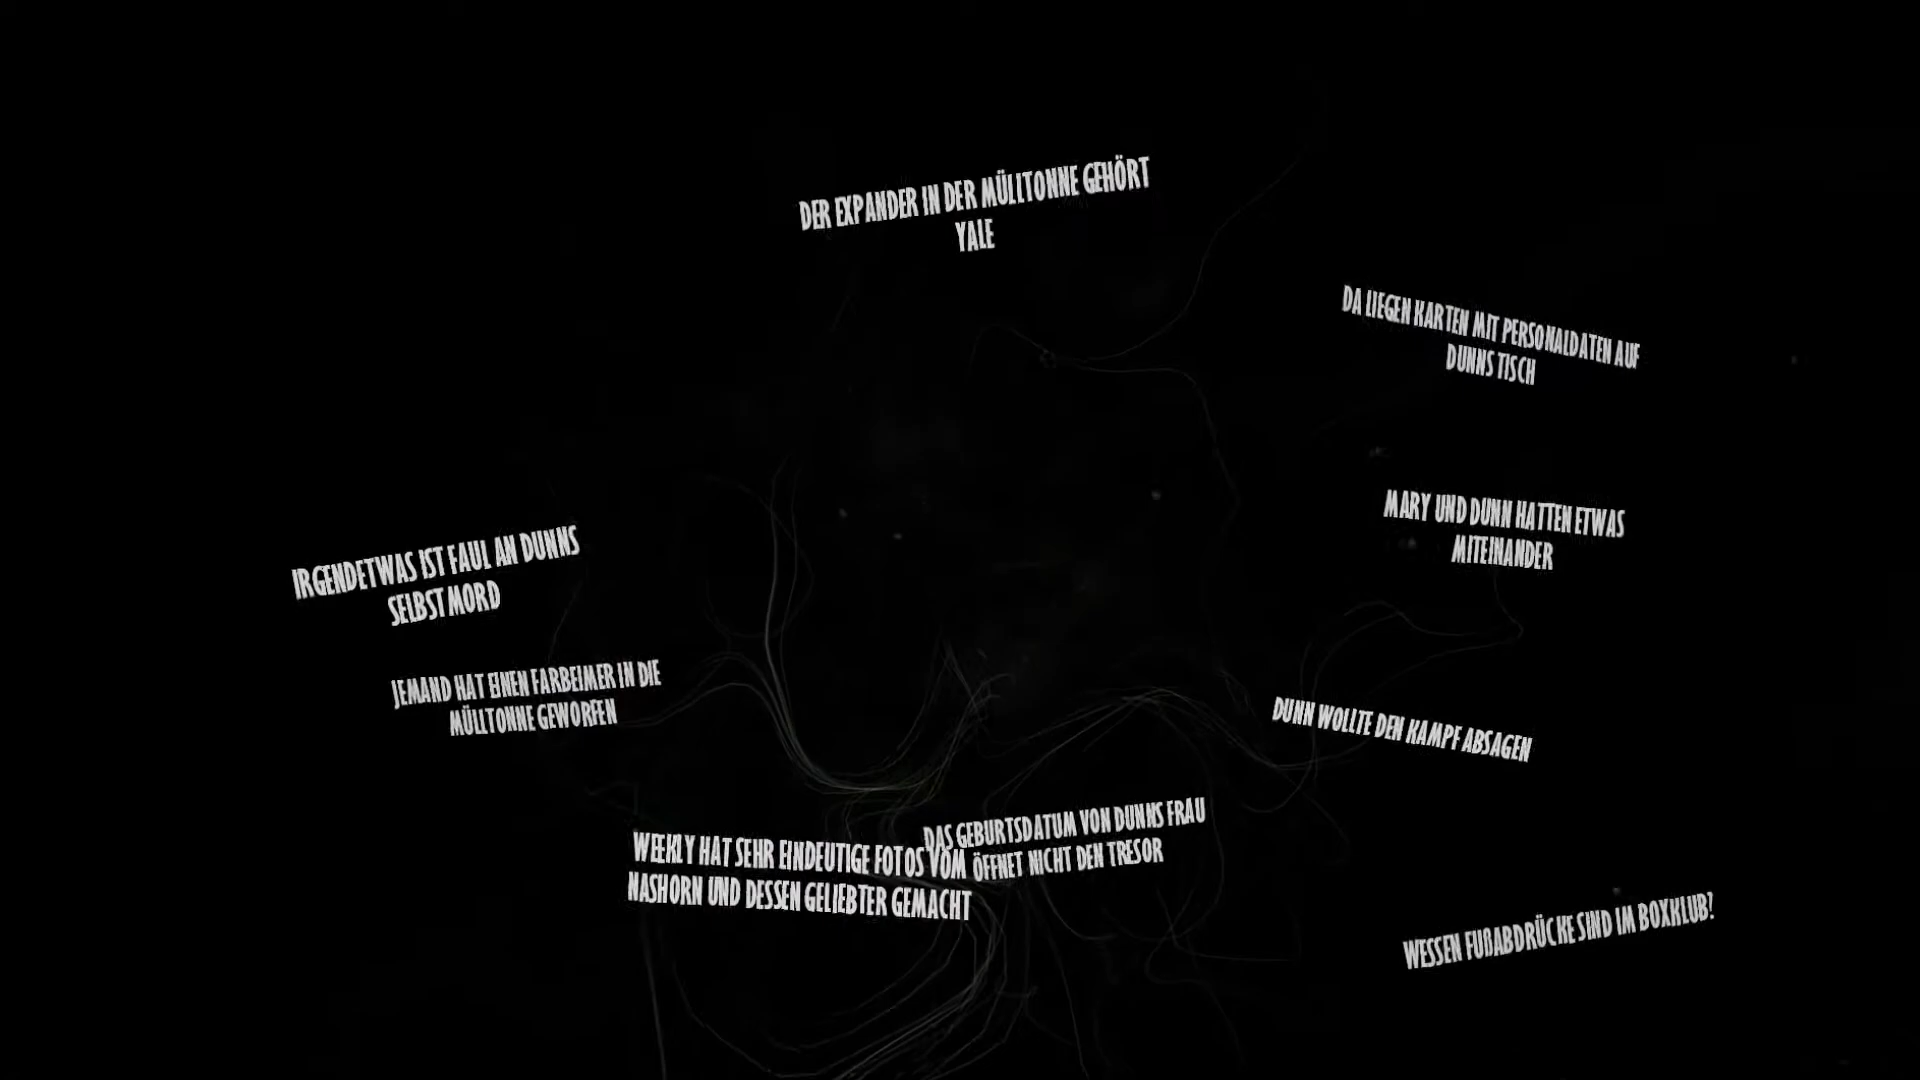 DER EXPANDER IN DER MÜLLTONNE GEHÖRT
YALE
DA LIEGEN KARTEN MIT PERSONALDATEN AUF
DUNNS TISCH
MARY UND DUNN HATTEN ETWAS
MITEINANDER
IRGENDETWAS IST FAUL AN DUNNS
SELBSTMORD
JEMAND HAT EINEN FARBEIMER IN DIE
MÜLLTONNE GEWORFEN
DUNN WOLLTE DEN KAMPF ABSAGEN
DAS GEBURTSDATUM VON DUNNS FRAU
ÖFFNET NICHT DEN TRESOR
WEEKLY HAT SEHR EINDEUTIGE FOTOS VOM
NASHORN UND DESSEN GELIEBTER GEMACHT
WESSEN FUßABDRÜCKE SIND IM BOXKLUB?